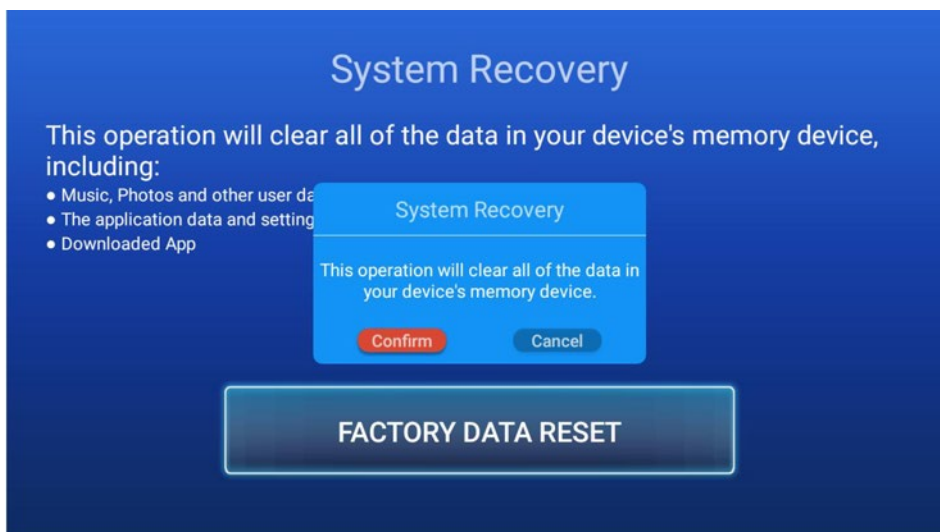 System Recovery
This operation will clear all of the data in your device's memory device,
including:
● Music, Photos and other user da
● The application data and setting
● Downloaded App
System Recovery
This operation will clear all of the data in
your device's memory device.
Confirm Cancel
FACTORY DATA RESET